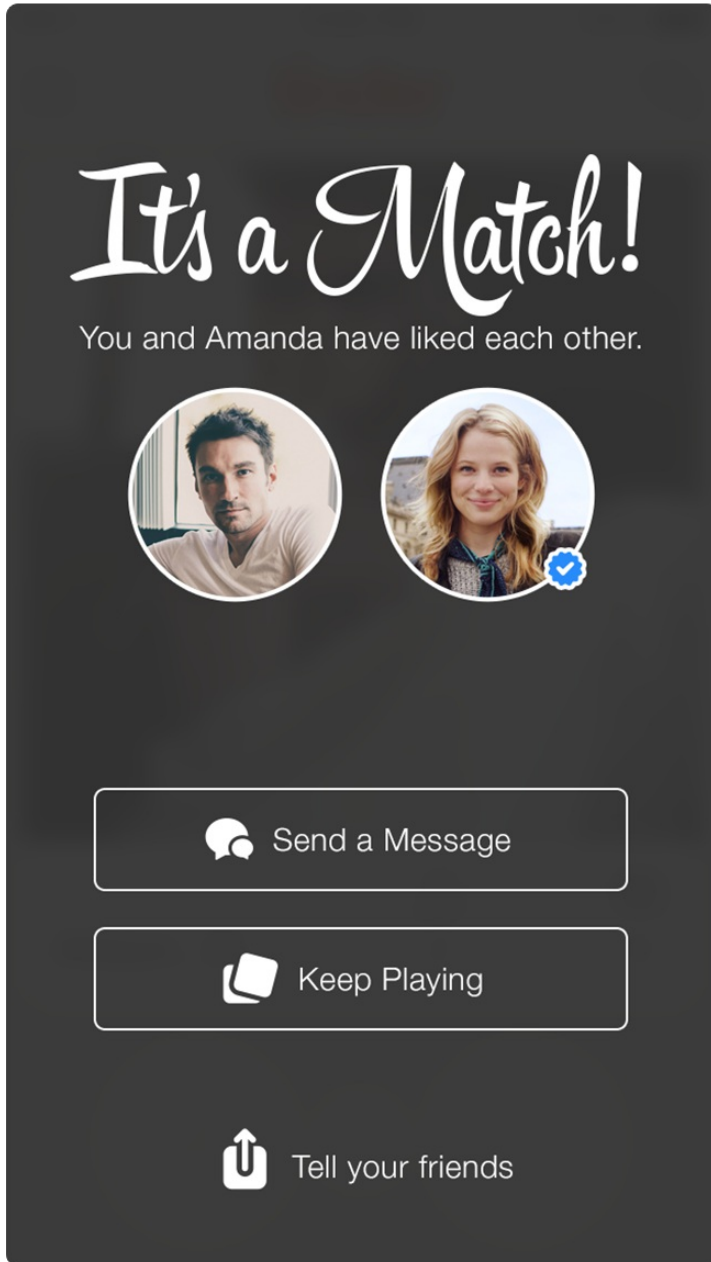 It's a Match!
You and Amanda have liked each other.
Send a Message
Keep Playing
Tell your friends